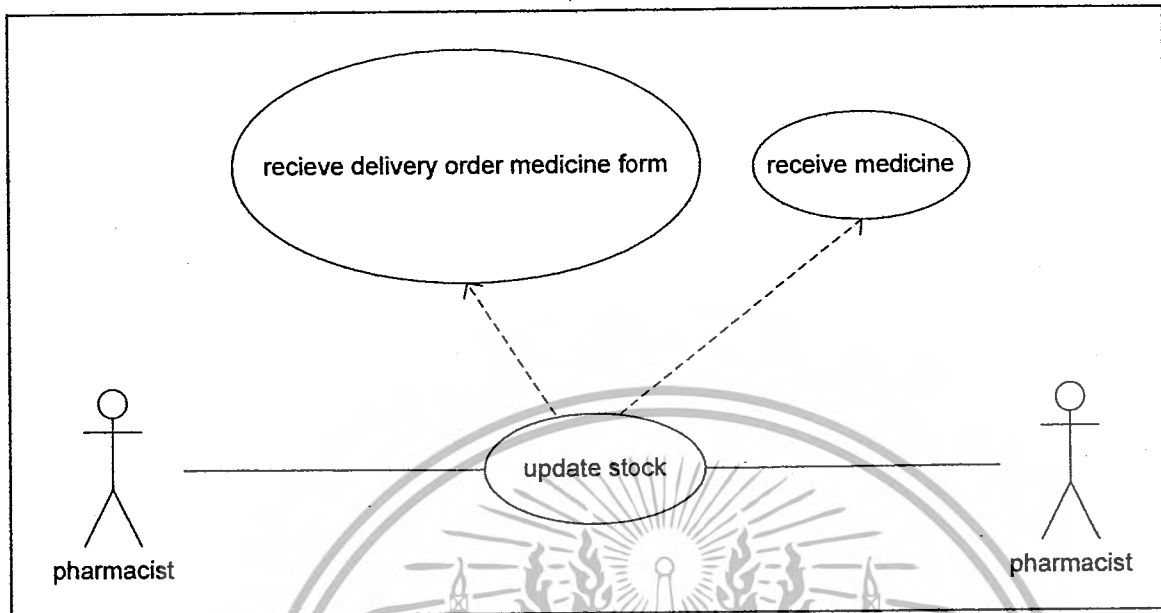 recieve delivery order medicine form
receive medicine
update stock
pharmacist
pharmacist